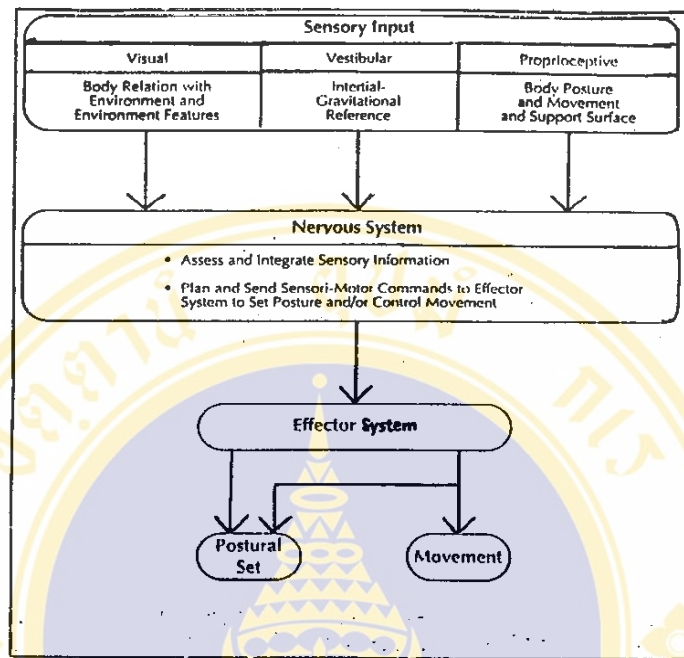 Sensory Input
Visual
Vestibular
Proprioceptive
Body Relation with
Environment and
Environment Features
Intertial-
Gravitational
Reference
Body Posture
and Movement
and Support Surface
Nervous System
• Assess and Integrate Sensory Information
• Plan and Send Sensori-Motor Commands to Effector
System to Set Posture and/or Control Movement
Effector System
Postural
Set
Movement